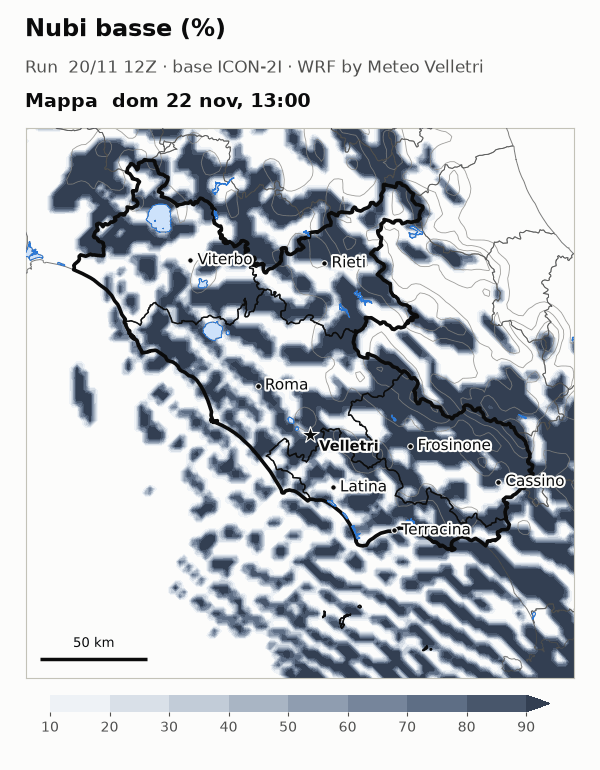 Nubi basse (%)
Run  20/11 12Z · base ICON-2I · WRF by Meteo Velletri
Mappa  dom 22 nov, 13:00
Viterbo
Rieti
Roma
Velletri
Frosinone
Cassino
Latina
Terracina
50 km
10 20 30 40 50 60 70 80 90